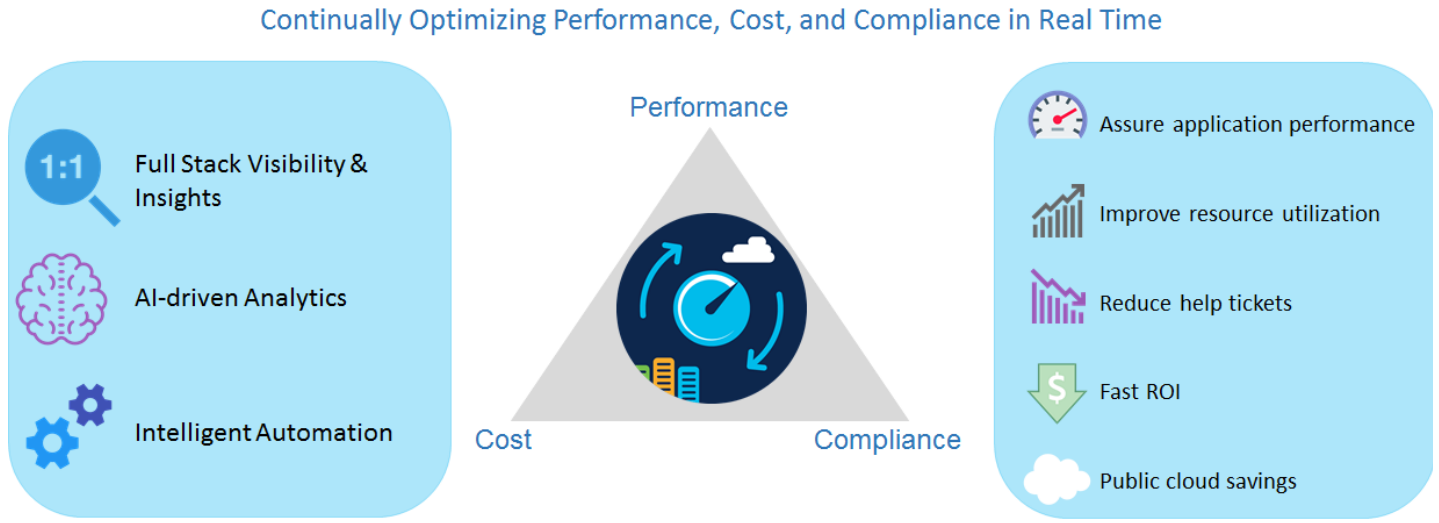 Continually Optimizing Performance, Cost, and Compliance in Real Time
1:1
Full Stack Visibility &
Insights
AI-driven Analytics
Intelligent Automation
Performance
Cost
Compliance
Assure application performance
Improve resource utilization
Reduce help tickets
$
Fast ROI
Public cloud savings